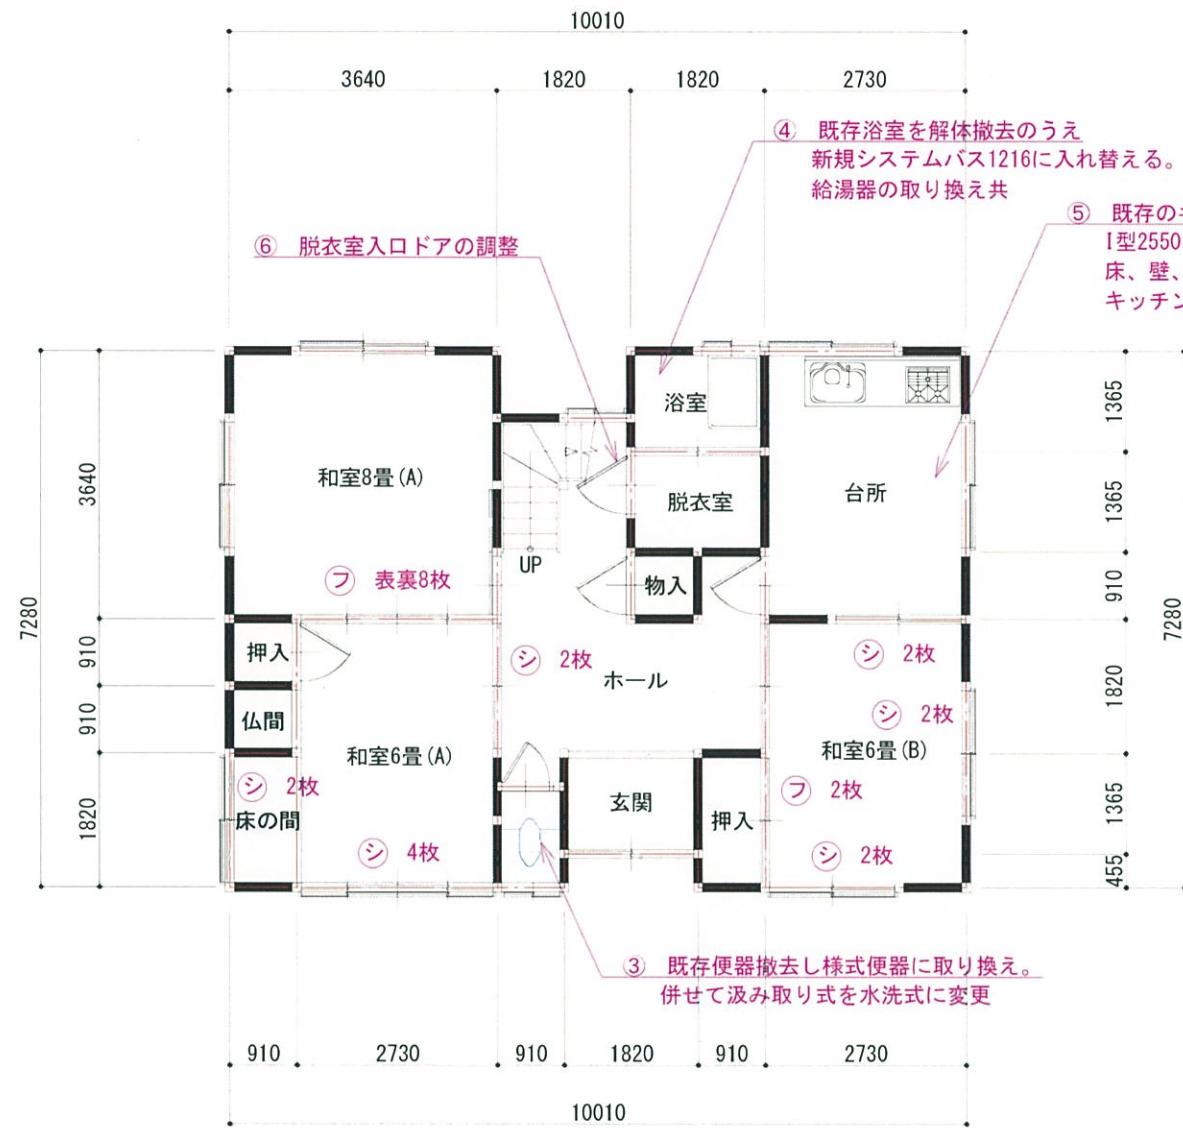 10010
3640
1820
1820
2730
④ 既存浴室を解体撤去のうえ
新規システムバス1216に入れ替える。
給湯器の取り換え共
⑤ 既存の
I型2550
床、壁、
キッチン
⑥ 脱衣室入口ドアの調整
浴室
1365
和室8畳(A)
脱衣室
台所
3640
1365
UP
フ 表裏8枚
物入
910
7280
7280
910
押入
シ 2枚
ホール
シ 2枚
1820
910
仏間
シ 2枚
和室6畳(A)
和室6畳(B)
シ 2枚
床の間
玄関
押入
フ 2枚
1365
1820
シ 4枚
シ 2枚
455
③ 既存便器撤去し様式便器に取り換え。
併せて汲み取り式を水洗式に変更
910
2730
910
1820
910
2730
10010